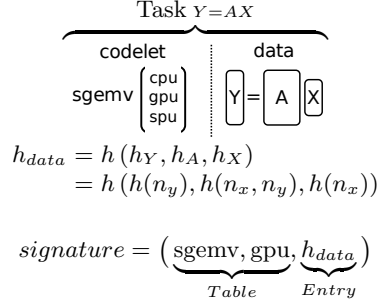 Task Y=AX
codelet data
sgemv ( cpu gpu spu ) Y = A X
h_data = h (h_Y, h_A, h_X)
= h (h(n_y), h(n_x, n_y), h(n_x))
signature = ( sgemv, gpu, h_data )
Table Entry